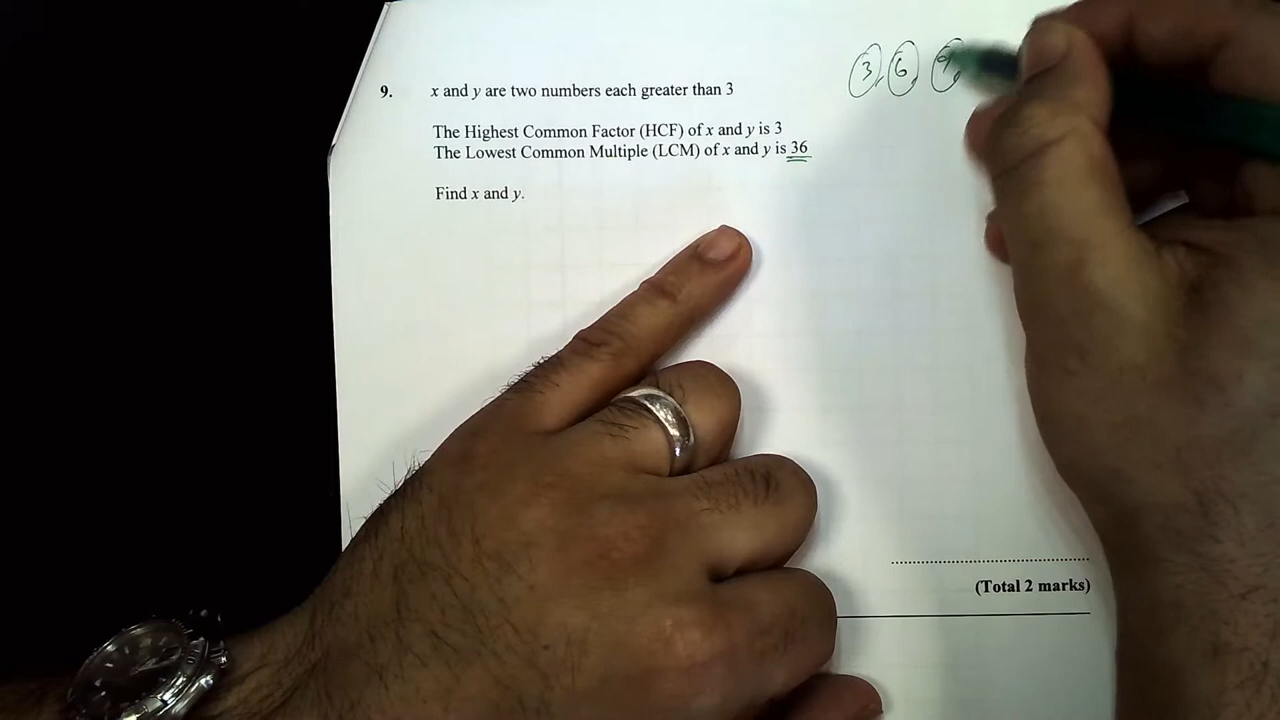 3, 6, 9
9. x and y are two numbers each greater than 3
The Highest Common Factor (HCF) of x and y is 3
The Lowest Common Multiple (LCM) of x and y is 36
Find x and y.
(Total 2 marks)